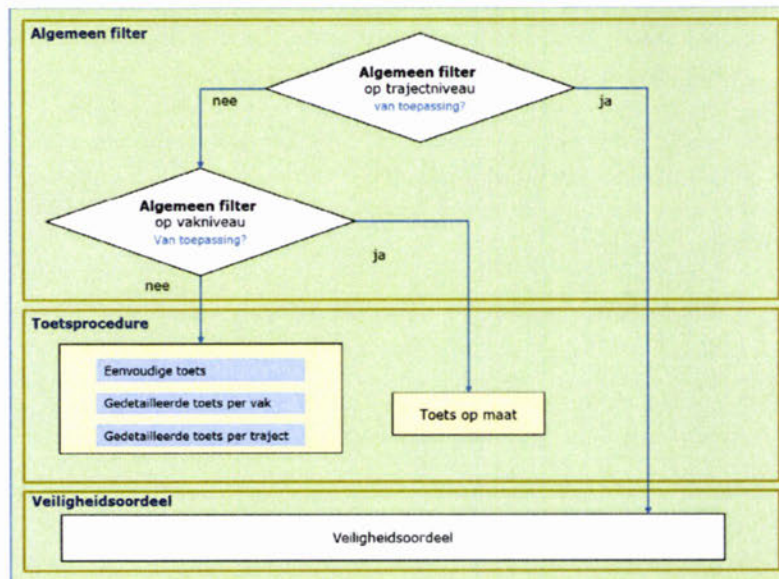 Algemeen filter
Algemeen filter
op trajectniveau
van toepassing?
nee
ja
Algemeen filter
op vakniveau
Van toepassing?
ja
nee
Toetsprocedure
Eenvoudige toets
Gedetailleerde toets per vak
Gedetailleerde toets per traject
Toets op maat
Veiligheidsoordeel
Veiligheidsoordeel